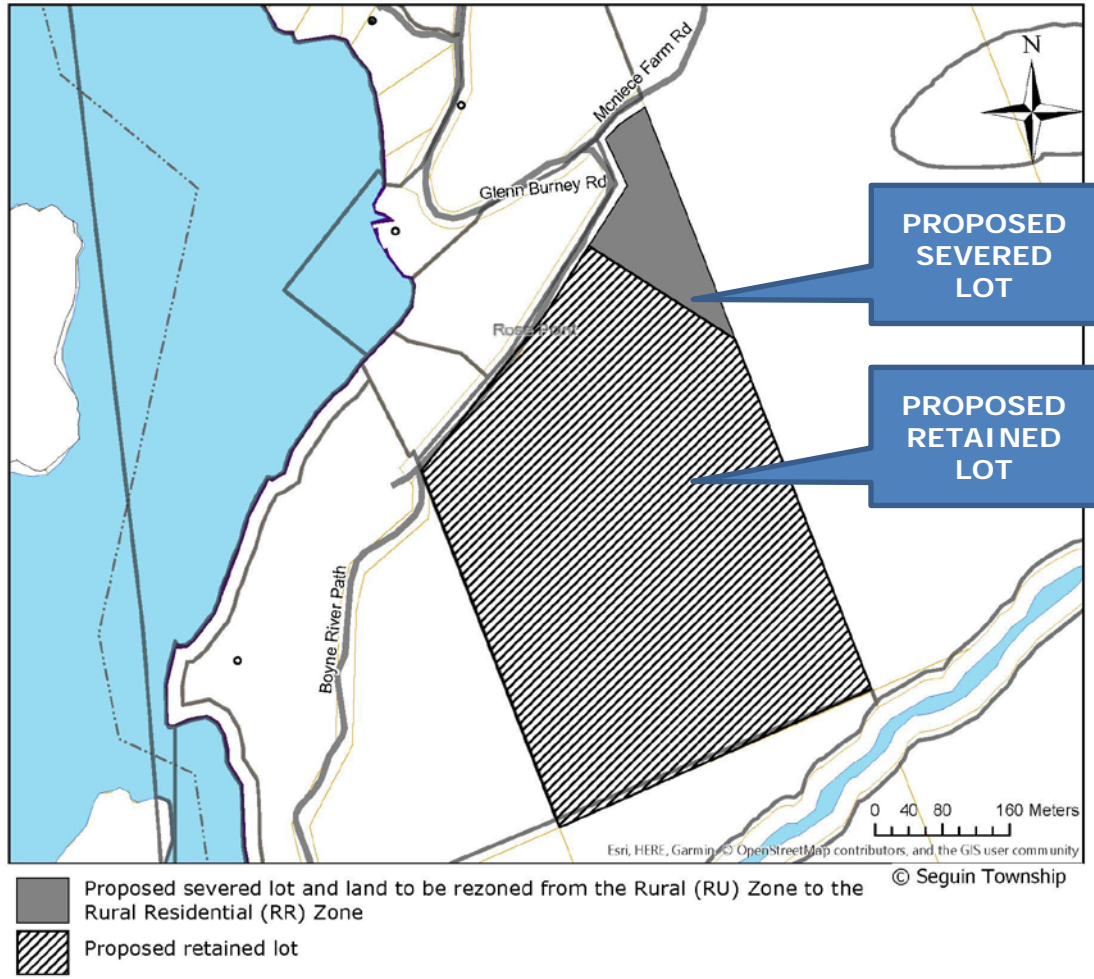 N
Mcniece Farm Rd
Glenn Burney Rd
PROPOSED
SEVERED
LOT
Rose Point
PROPOSED
RETAINED
LOT
Boyne River Path
0 40 80 160 Meters
Esri, HERE, Garmin, © OpenStreetMap contributors, and the GIS user community
© Seguin Township
Proposed severed lot and land to be rezoned from the Rural (RU) Zone to the
Rural Residential (RR) Zone
Proposed retained lot